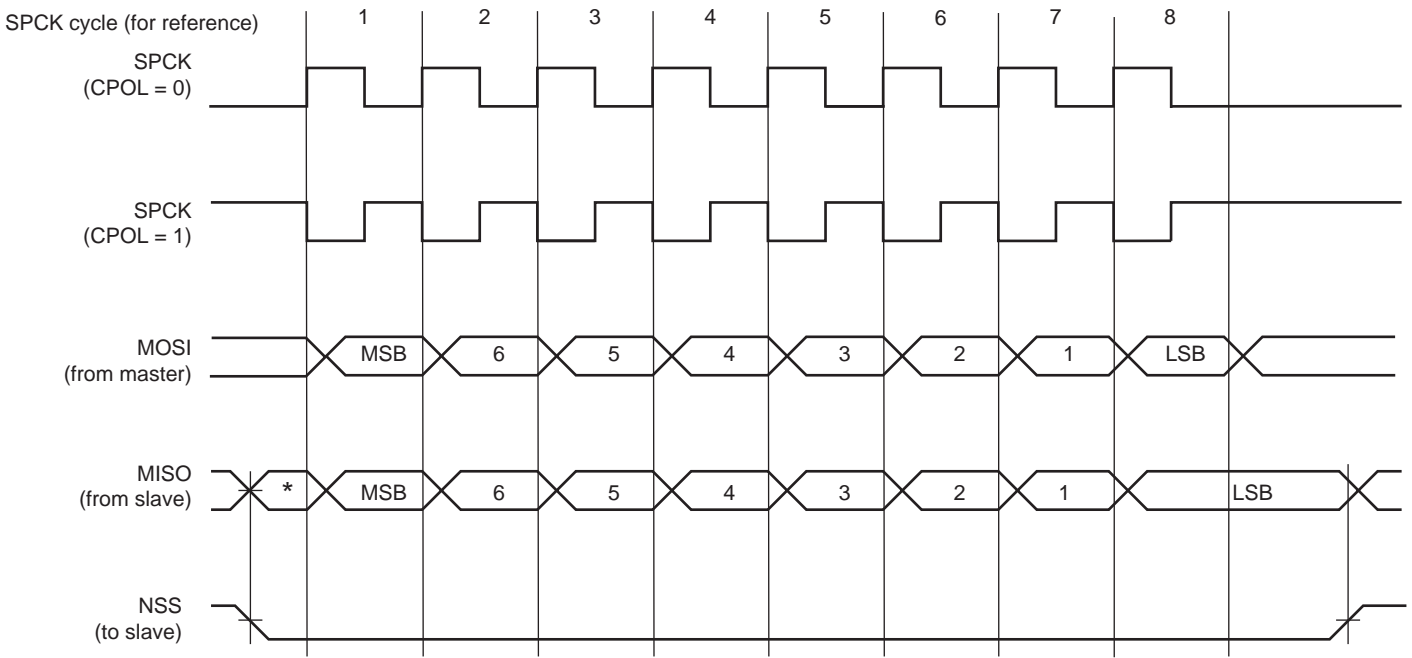 SPCK cycle (for reference) 1 2 3 4 5 6 7 8
SPCK
(CPOL = 0)
SPCK
(CPOL = 1)
MOSI
(from master)
MSB 6 5 4 3 2 1 LSB
MISO
(from slave)
* MSB 6 5 4 3 2 1 LSB
NSS
(to slave)